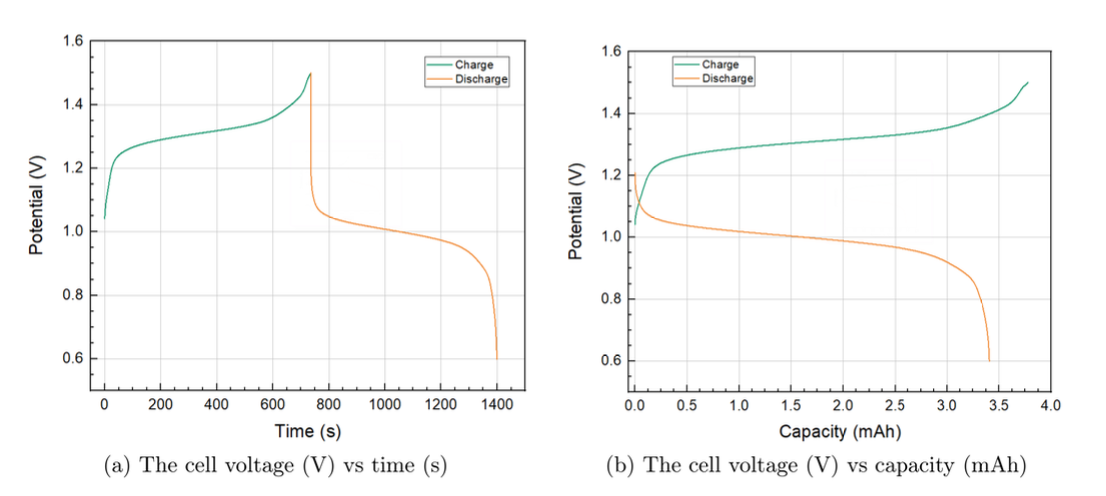 1.6
1.4
1.2
1.0
0.8
0.6
Potential (V)
Charge
Discharge
0 200 400 600 800 1000 1200 1400
Time (s)
(a) The cell voltage (V) vs time (s)
1.6
1.4
1.2
1.0
0.8
0.6
Potential (V)
Charge
Discharge
0.0 0.5 1.0 1.5 2.0 2.5 3.0 3.5 4.0
Capacity (mAh)
(b) The cell voltage (V) vs capacity (mAh)